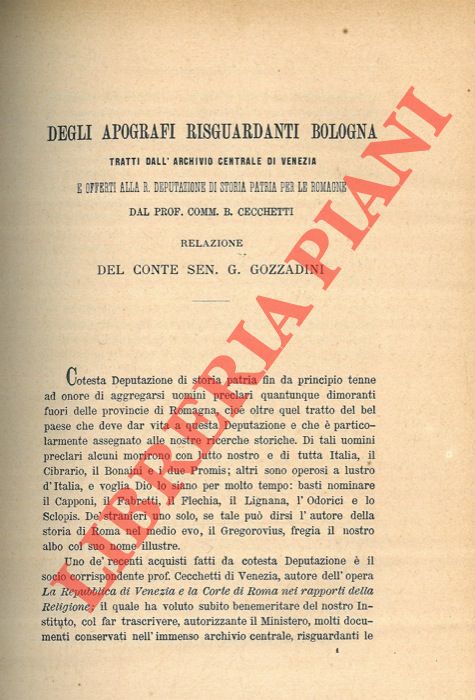 DEGLI APOGRAFI RISGUARDANTI BOLOGNA
TRATTI DALL' ARCHIVIO CENTRALE DI VENEZIA
E OFFERTI ALLA R. DEPUTAZIONE DI STORIA PATRIA PER LE ROMAGNE
DAL PROF. COMM. B. CECCHETTI
RELAZIONE
DEL CONTE SEN. G. GOZZADINI
Cotesta Deputazione di storia patria fin da principio tenne
ad onore di aggregarsi uomini preclari quantunque dimoranti
fuori delle provincie di Romagna, cioè oltre quel tratto del bel
paese che deve dar vita a questa Deputazione e che è partico-
larmente assegnato alle nostre ricerche storiche. Di tali uomini
preclari alcuni morirono con lutto nostro e di tutta Italia, il
Cibrario, il Bonajni e i due Promis; altri sono operosi a lustro
d' Italia, e voglia Dio lo siano per molto tempo: basti nominare
il Capponi, il Fabretti, il Flechia, il Lignana, l' Odorici e lo
Sclopis. De' stranieri uno solo, se tale può dirsi l' autore della
storia di Roma nel medio evo, il Gregorovius, fregia il nostro
albo col suo nome illustre.
Uno de' recenti acquisti fatti da cotesta Deputazione è il
socio corrispondente prof. Cecchetti di Venezia, autore dell' opera
La Repubblica di Venezia e la Corte di Roma nei rapporti della
Religione, il quale ha voluto subito benemeritare del nostro In-
stituto, col far trascrivere, autorizzante il Ministero, molti docu-
menti conservati nell' immenso archivio centrale, risguardanti le
1
LIBRERIA PIANI